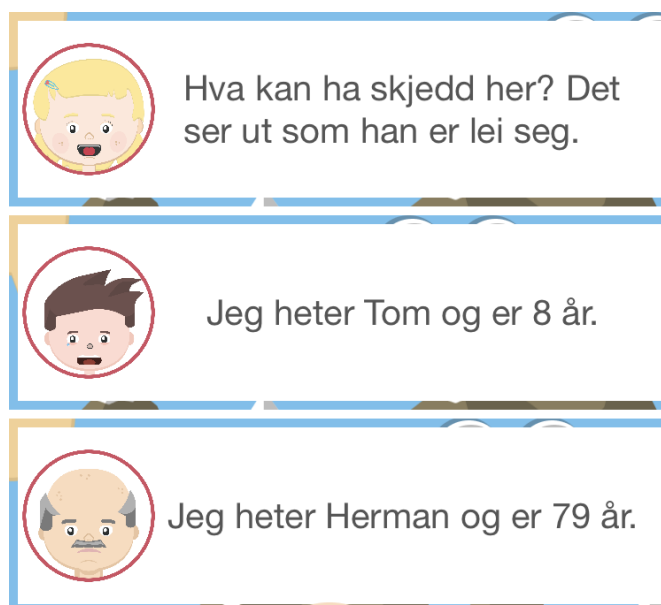 Hva kan ha skjedd her? Det
ser ut som han er lei seg.
Jeg heter Tom og er 8 år.
Jeg heter Herman og er 79 år.